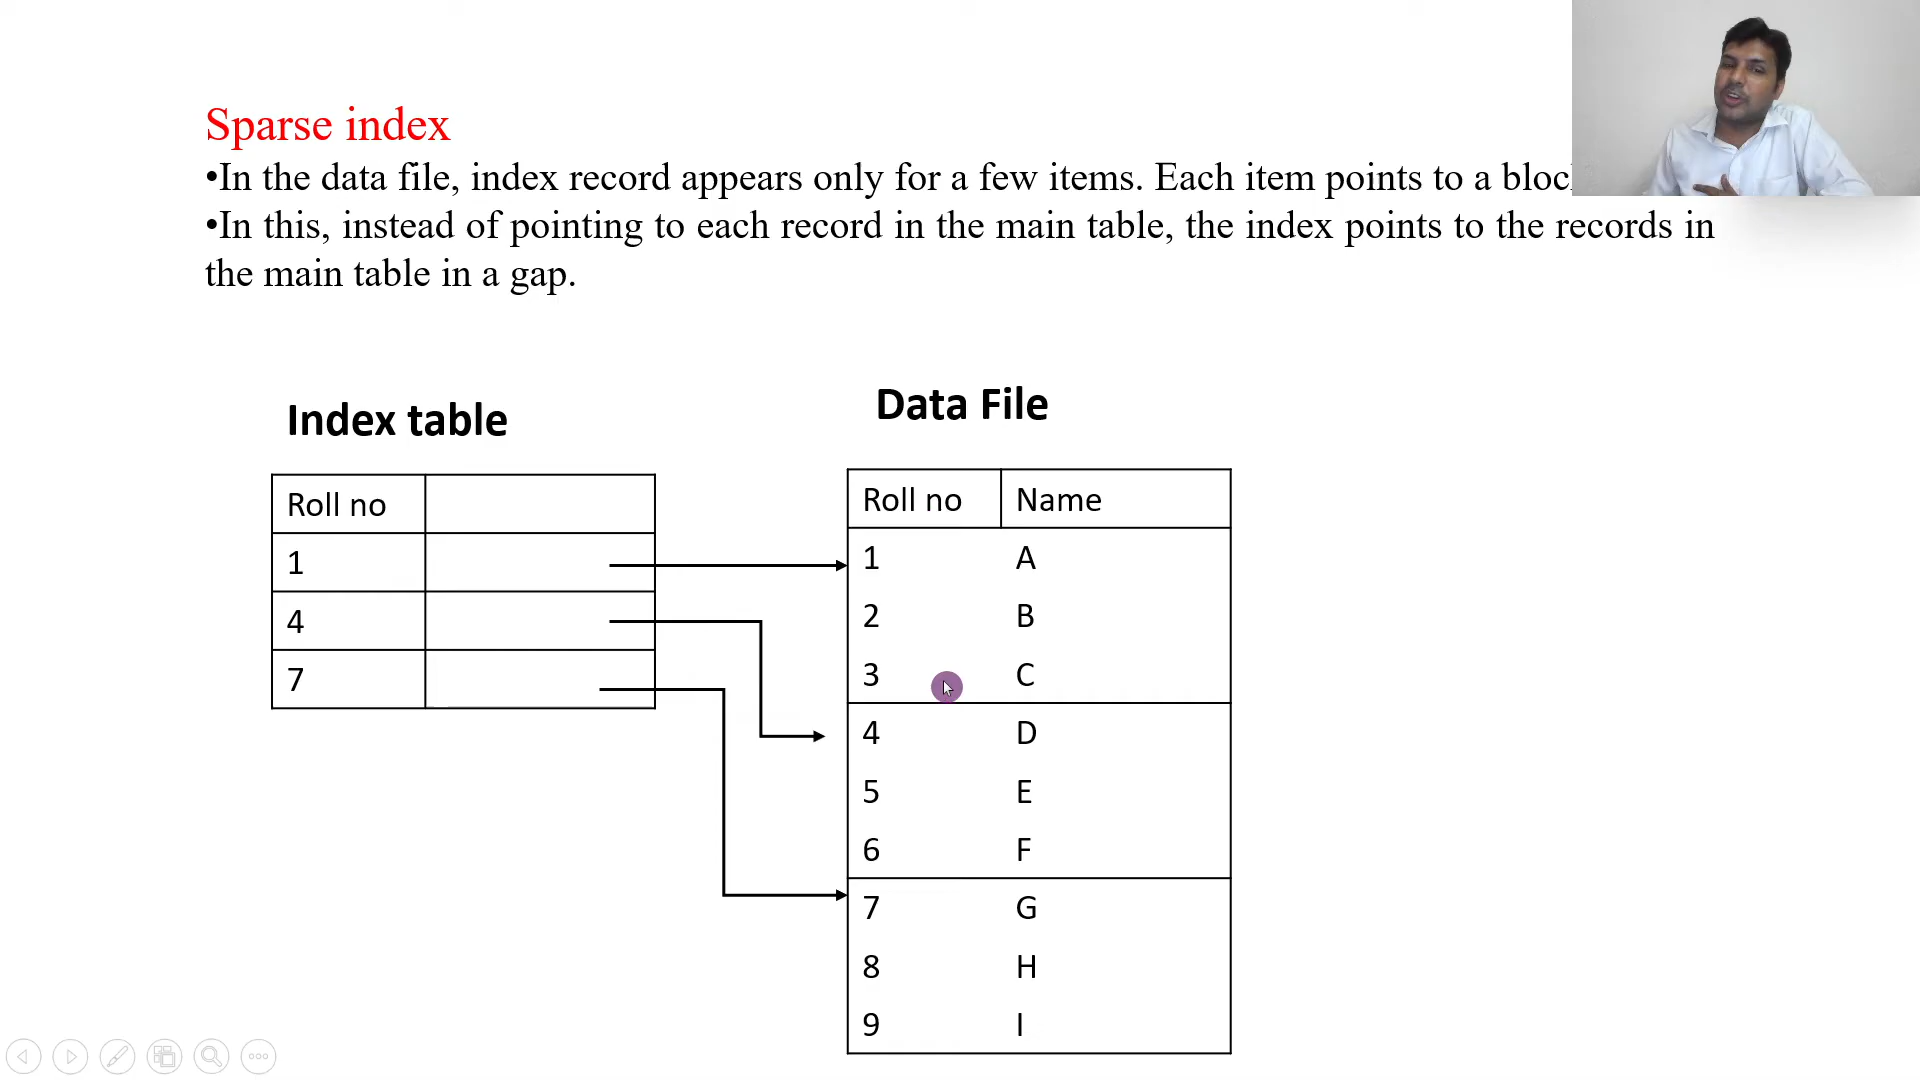 Sparse index
•In the data file, index record appears only for a few items. Each item points to a
•In this, instead of pointing to each record in the main table, the index points to the records in
the main table in a gap.
Index table
Data File
Roll no
1
4
7
Roll no Name
1 A
2 B
3 C
4 D
5 E
6 F
7 G
8 H
9 I